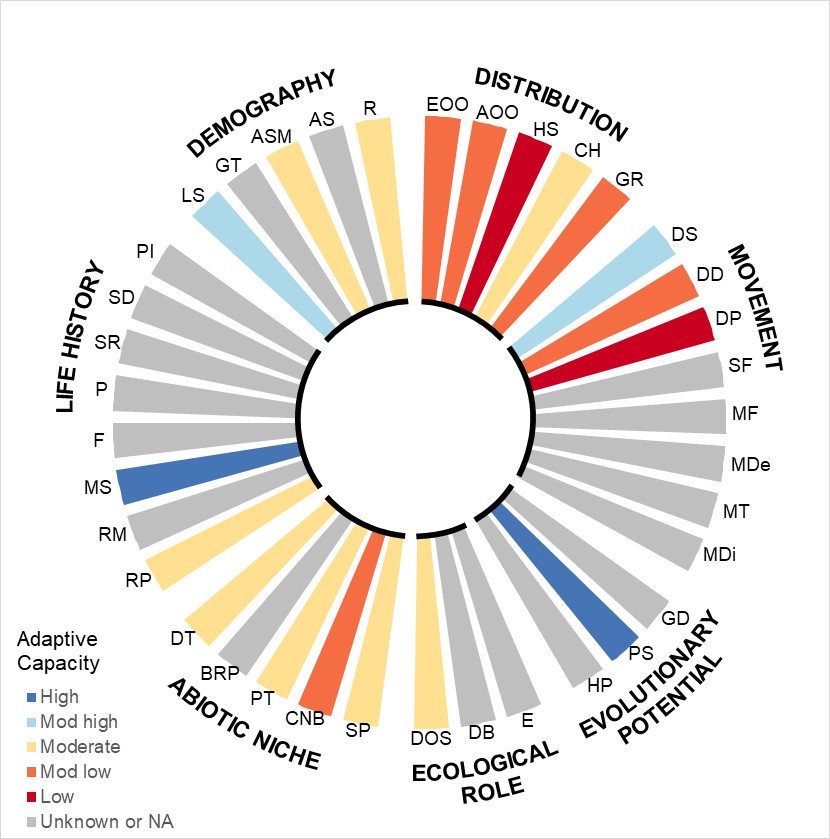 DISTRIBUTION
EOO
AOO
HS
CH
GR
MOVEMENT
DS
DD
DP
SF
MF
MDe
MT
MDi
EVOLUTIONARY
POTENTIAL
GD
PS
HP
ECOLOGICAL
ROLE
E
DB
DOS
ABIOTIC NICHE
SP
CNB
PT
BRP
DT
LIFE HISTORY
RP
RM
MS
F
P
SR
SD
PI
DEMOGRAPHY
LS
GT
ASM
AS
R
Adaptive
Capacity
High
Mod high
Moderate
Mod low
Low
Unknown or NA